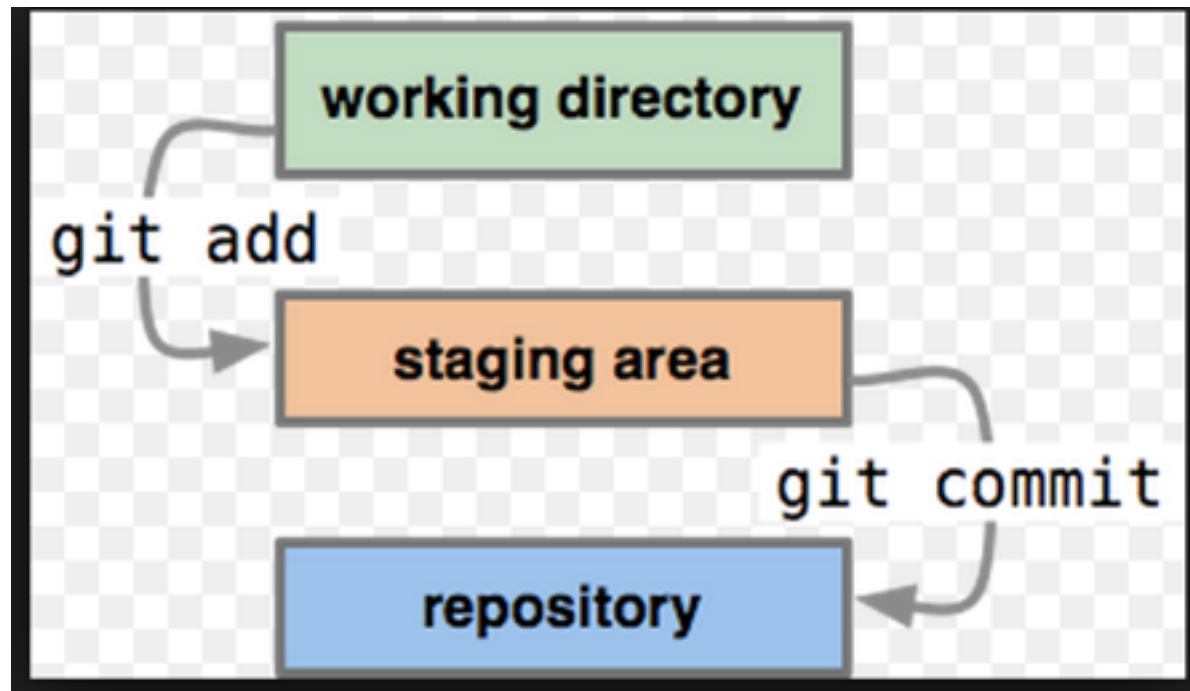 working directory
git add
staging area
git commit
repository